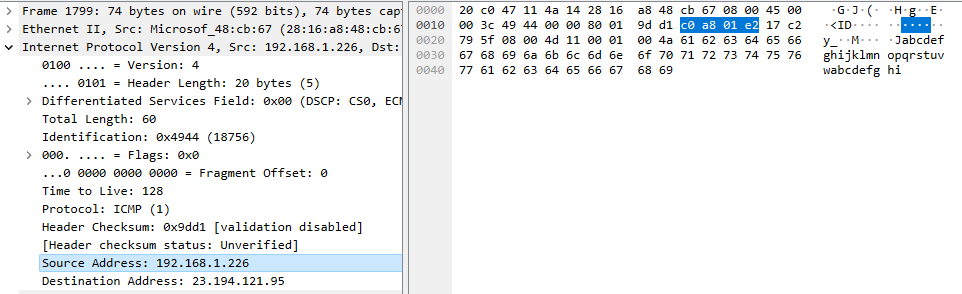 Frame 1799: 74 bytes on wire (592 bits), 74 bytes capt
Ethernet II, Src: Microsof_48:cb:67 (28:16:a8:48:cb:6
Internet Protocol Version 4, Src: 192.168.1.226, Dst:
0100 .... = Version: 4
.... 0101 = Header Length: 20 bytes (5)
Differentiated Services Field: 0x00 (DSCP: CS0, ECN
Total Length: 60
Identification: 0x4944 (18756)
000. .... = Flags: 0x0
...0 0000 0000 0000 = Fragment Offset: 0
Time to Live: 128
Protocol: ICMP (1)
Header Checksum: 0x9dd1 [validation disabled]
[Header checksum status: Unverified]
Source Address: 192.168.1.226
Destination Address: 23.194.121.95
0000 20 c0 47 11 4a 14 28 16 a8 48 cb 67 08 00 45 00 ·G·J·(· ·H·g··E·
0010 00 3c 49 44 00 00 80 01 9d d1 c0 a8 01 e2 17 c2 ·<ID···· ········
0020 79 5f 08 00 4d 11 00 01 00 4a 61 62 63 64 65 66 y_··M··· ·Jabcdef
0030 67 68 69 6a 6b 6c 6d 6e 6f 70 71 72 73 74 75 76 ghijklmn opqrstuv
0040 77 61 62 63 64 65 66 67 68 69 wabcdefg hi